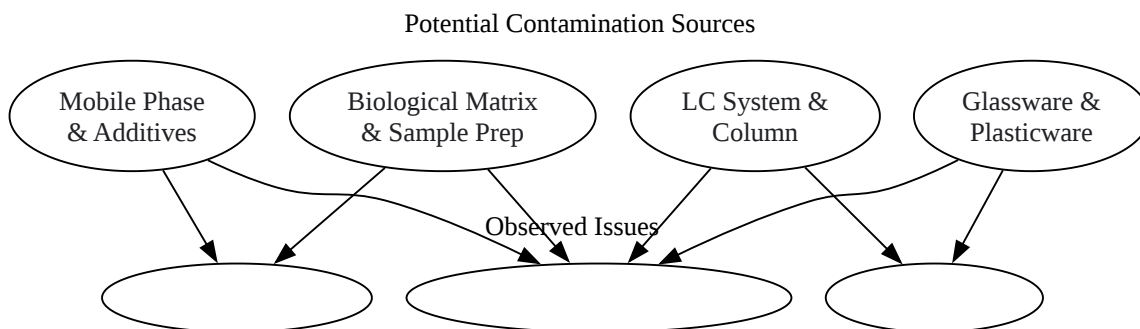 Potential Contamination Sources
Mobile Phase
& Additives
Biological Matrix
& Sample Prep
LC System &
Column
Glassware &
Plasticware
Observed Issues